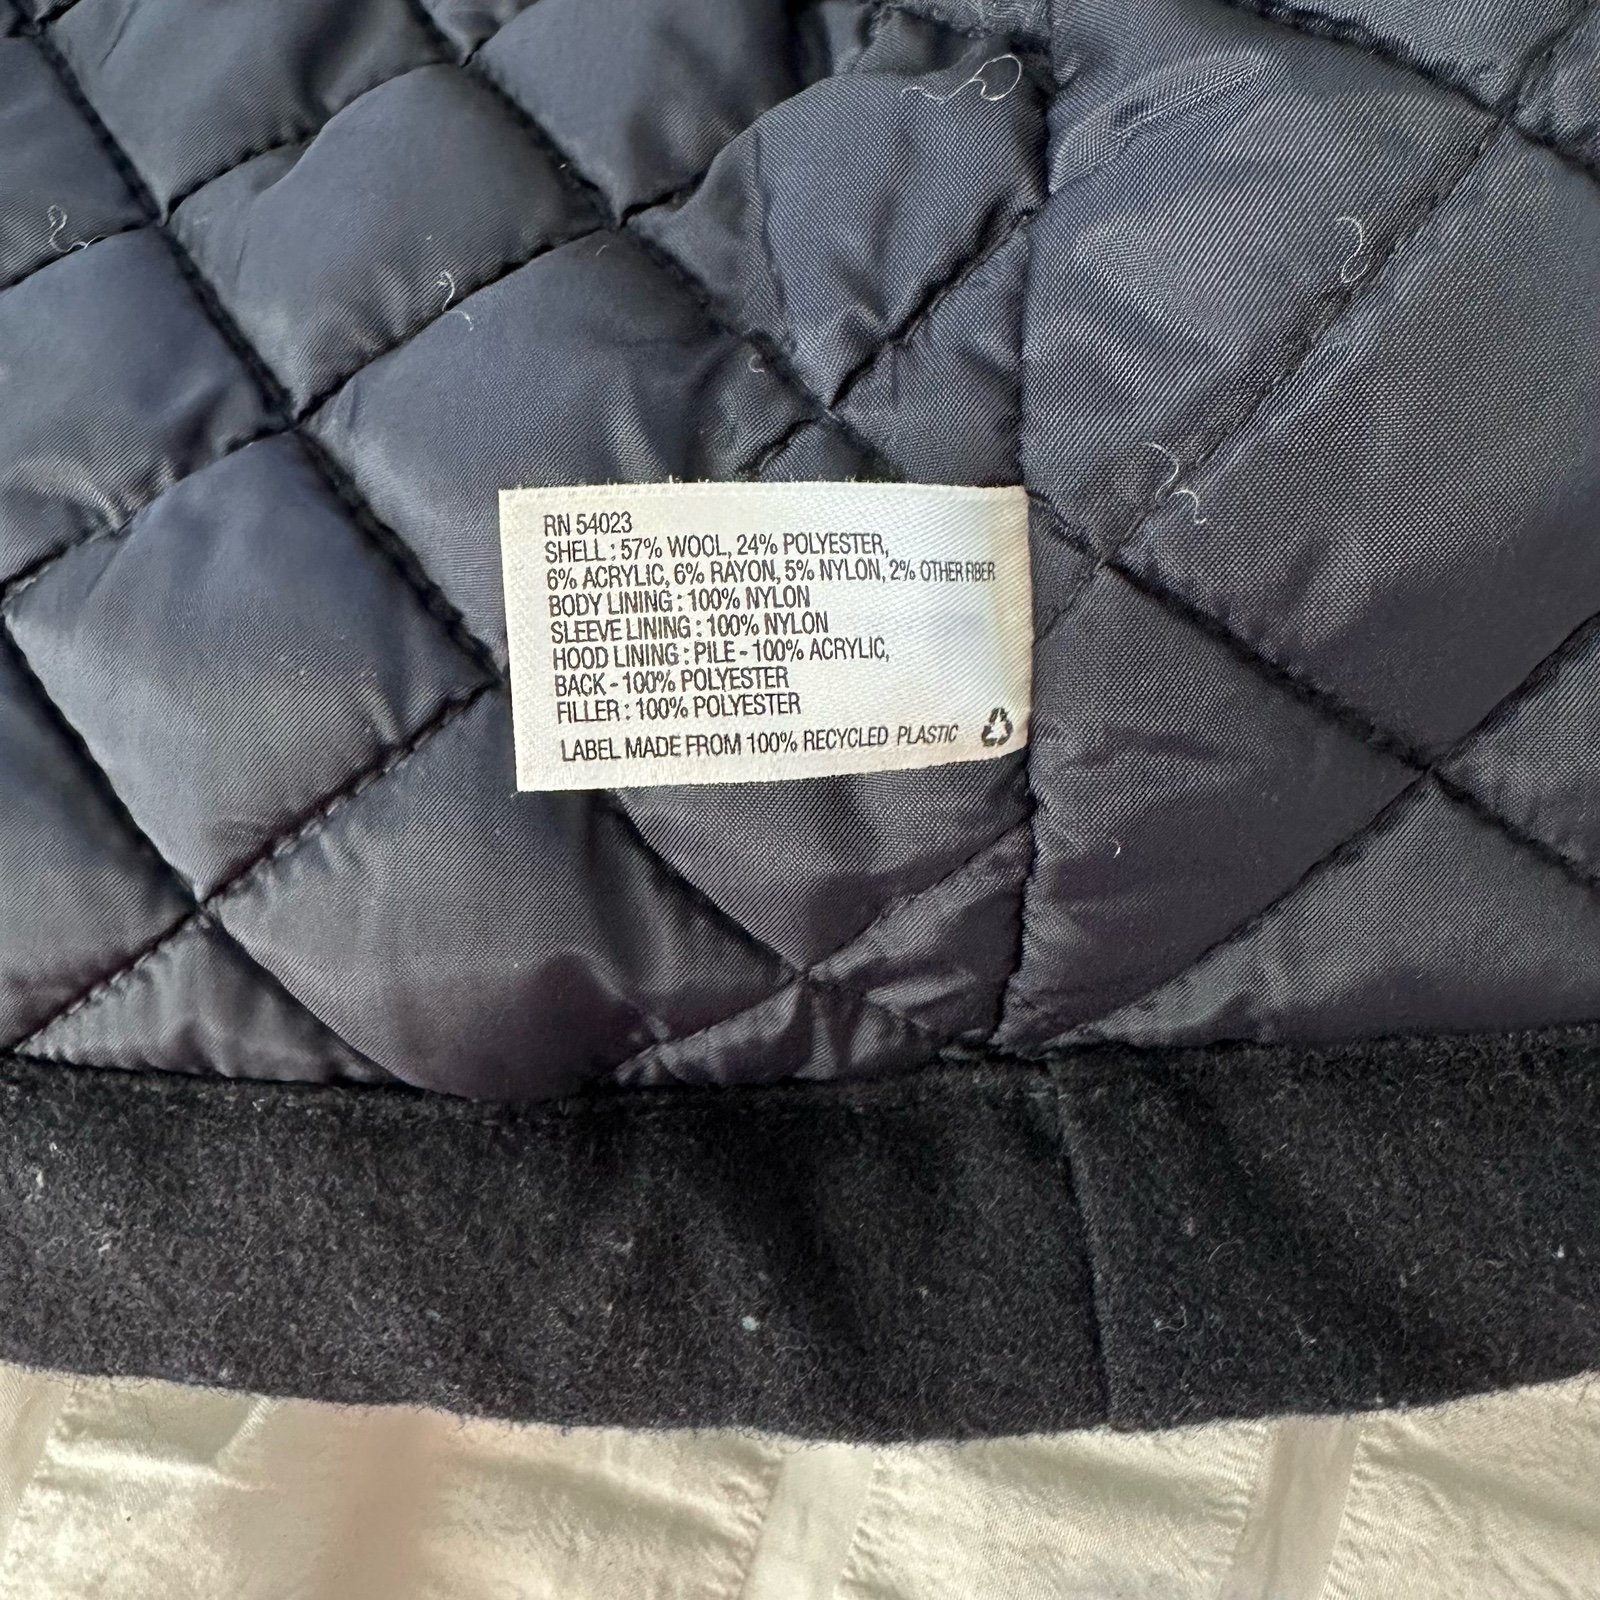 RN 54023
SHELL : 57% WOOL, 24% POLYESTER,
6% ACRYLIC, 6% RAYON, 5% NYLON, 2% OTHER FIBER
BODY LINING : 100% NYLON
SLEEVE LINING : 100% NYLON
HOOD LINING : PILE - 100% ACRYLIC,
BACK - 100% POLYESTER
FILLER : 100% POLYESTER
LABEL MADE FROM 100% RECYCLED PLASTIC